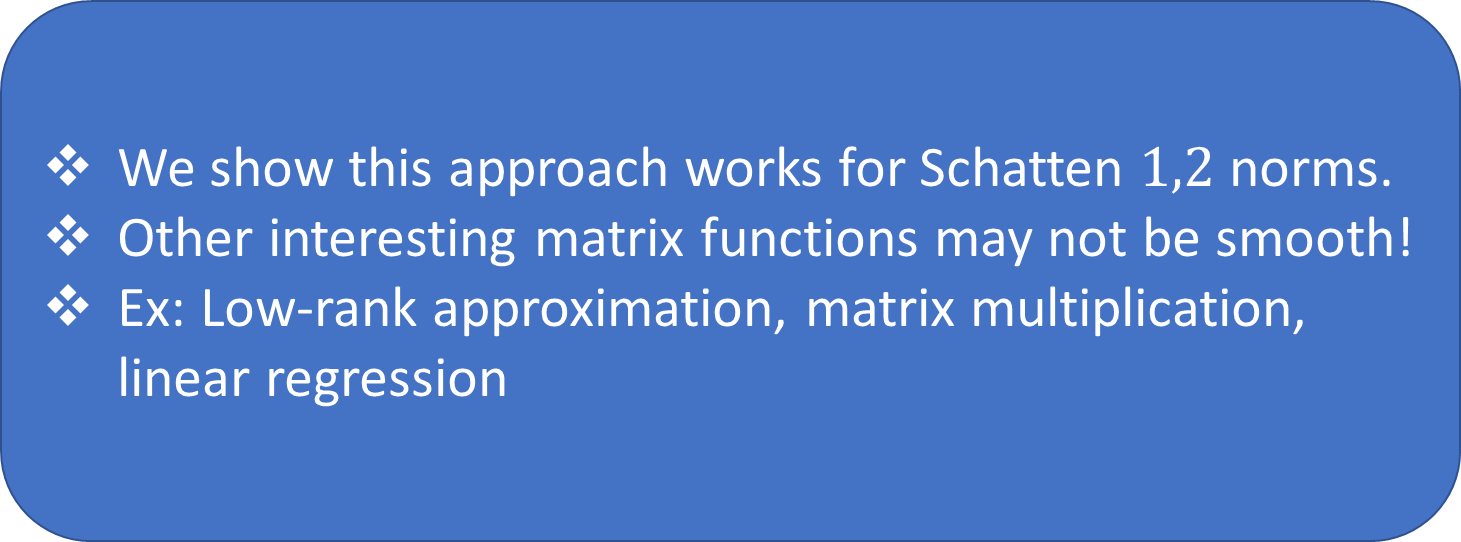 ❖ We show this approach works for Schatten 1,2 norms.
❖ Other interesting matrix functions may not be smooth!
❖ Ex: Low-rank approximation, matrix multiplication,
linear regression